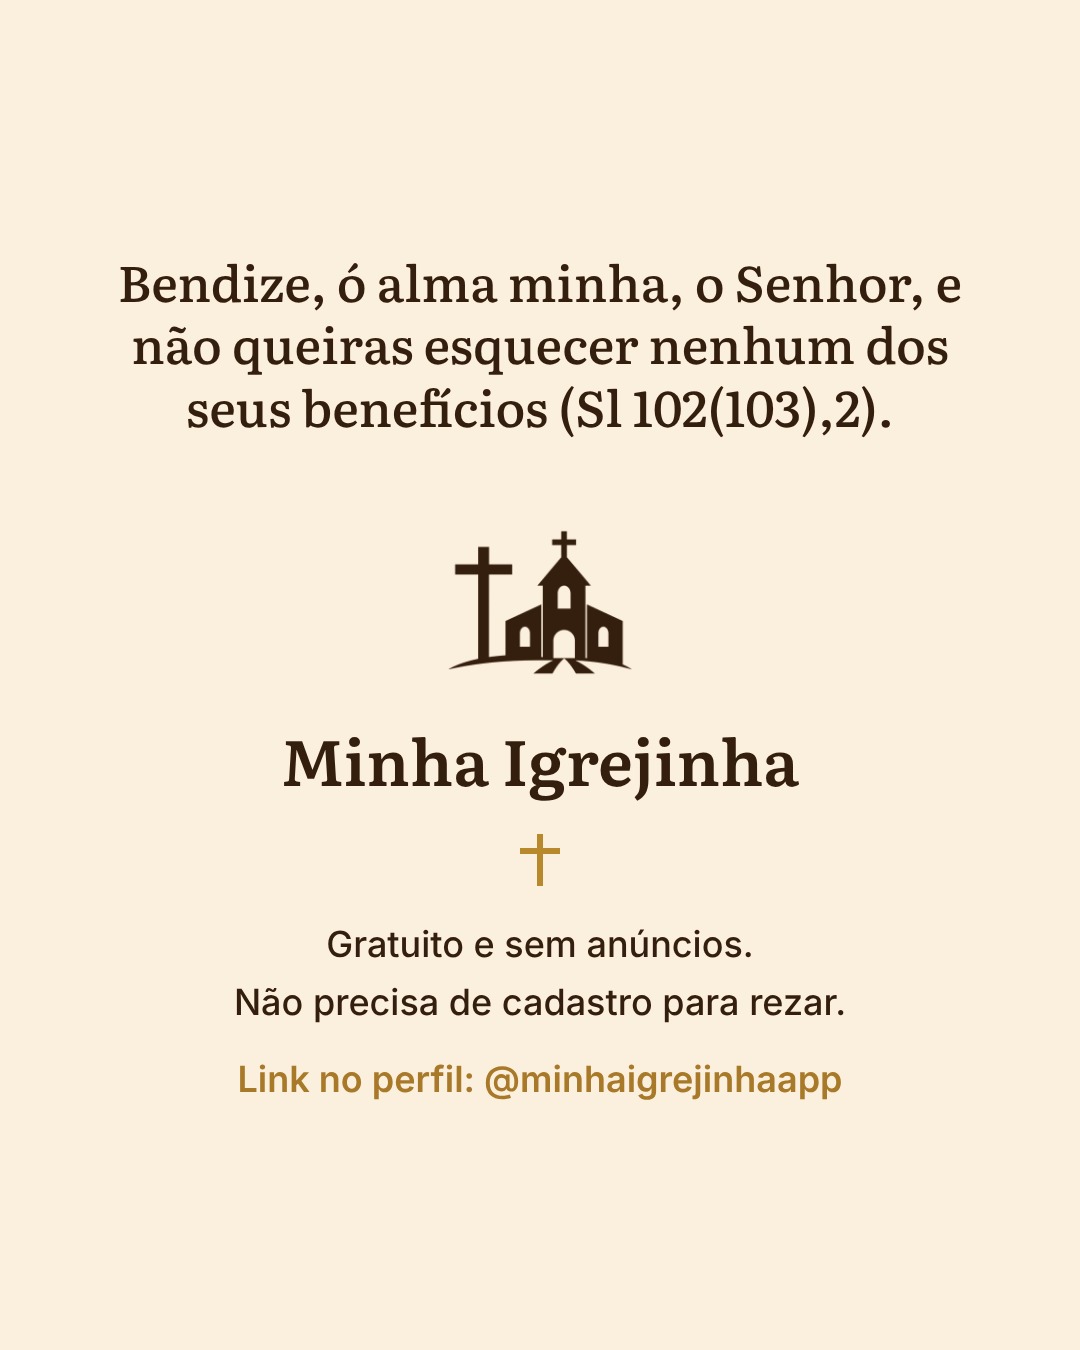 Bendize, ó alma minha, o Senhor, e
não queiras esquecer nenhum dos
seus benefícios (Sl 102(103),2).
Minha Igrejinha
Gratuito e sem anúncios.
Não precisa de cadastro para rezar.
Link no perfil: @minhaigrejinhaapp